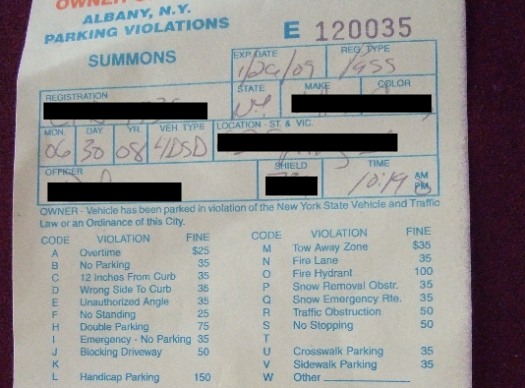 OWNER
ALBANY, N.Y.
PARKING VIOLATIONS
SUMMONS
E 120035
EXP. DATE REG. TYPE
1/26/09 PASS
REGISTRATION STATE MAKE COLOR
NY
MON. DAY YR. VEH. TYPE LOCATION - ST. & VIC.
06 30 08 4DSD
OFFICER SHIELD TIME
10:19 AM
PM
OWNER - Vehicle has been parked in violation of the New York State Vehicle and Traffic
Law or an Ordinance of this City.
CODE VIOLATION FINE
A Overtime $25
B No Parking 35
C 12 Inches From Curb 35
D Wrong Side To Curb 35
E Unauthorized Angle 35
F No Standing 25
H Double Parking 75
I Emergency - No Parking 35
J Blocking Driveway 50
K
L Handicap Parking 150
CODE VIOLATION FINE
M Tow Away Zone $35
N Fire Lane 35
O Fire Hydrant 100
P Snow Removal Obstr. 35
Q Snow Emergency Rte. 35
R Traffic Obstruction 50
S No Stopping 50
T
U Crosswalk Parking 35
V Sidewalk Parking 35
W Other